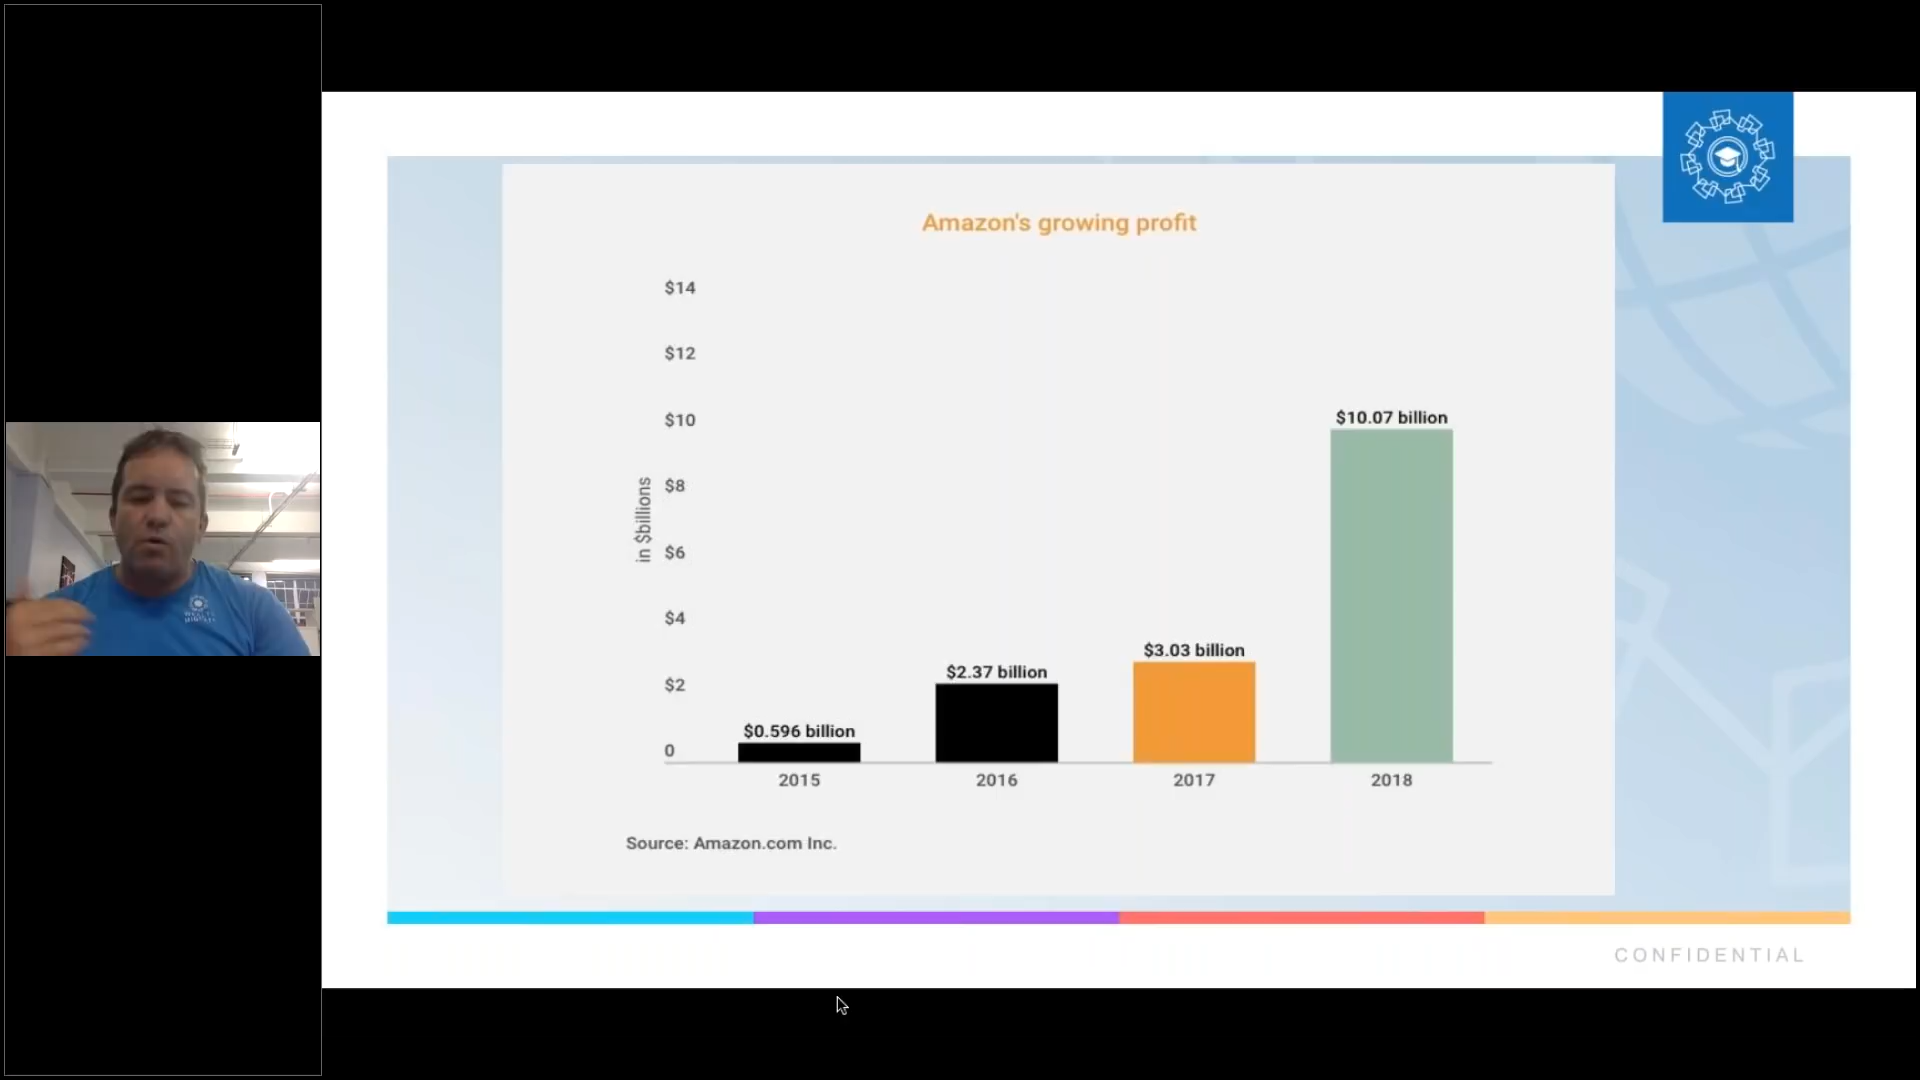 Amazon's growing profit
$14
$12
$10
$8
$6
$4
$2
0
in $billions
$0.596 billion
$2.37 billion
$3.03 billion
$10.07 billion
2015
2016
2017
2018
Source: Amazon.com Inc.
CONFIDENTIAL